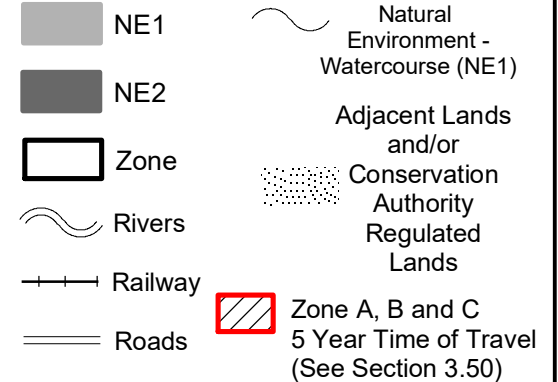 NE1
NE2
Zone
Rivers
Railway
Roads
Natural
Environment -
Watercourse (NE1)
Adjacent Lands
and/or
Conservation
Authority
Regulated
Lands
Zone A, B and C
5 Year Time of Travel
(See Section 3.50)